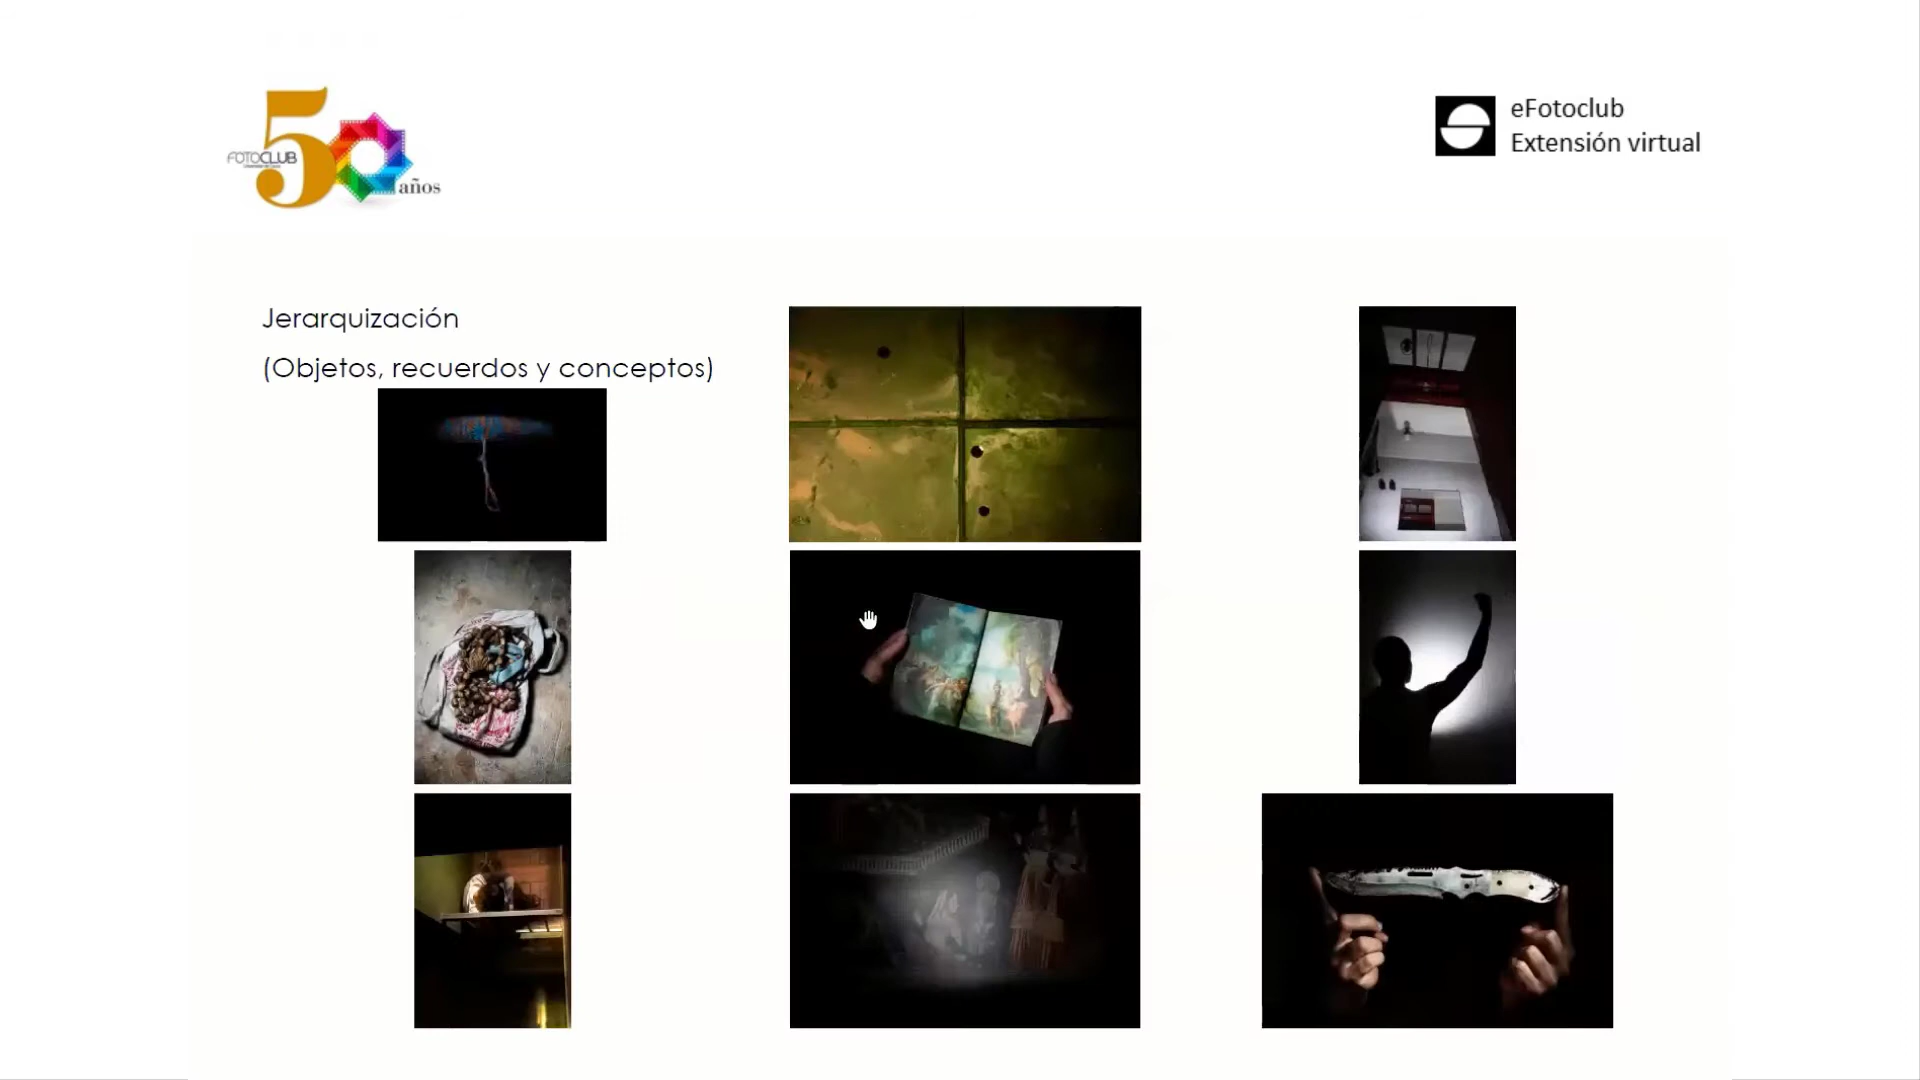 50
FOTOCLUB
años
eFotoclub
Extensión virtual
Jerarquización
(Objetos, recuerdos y conceptos)